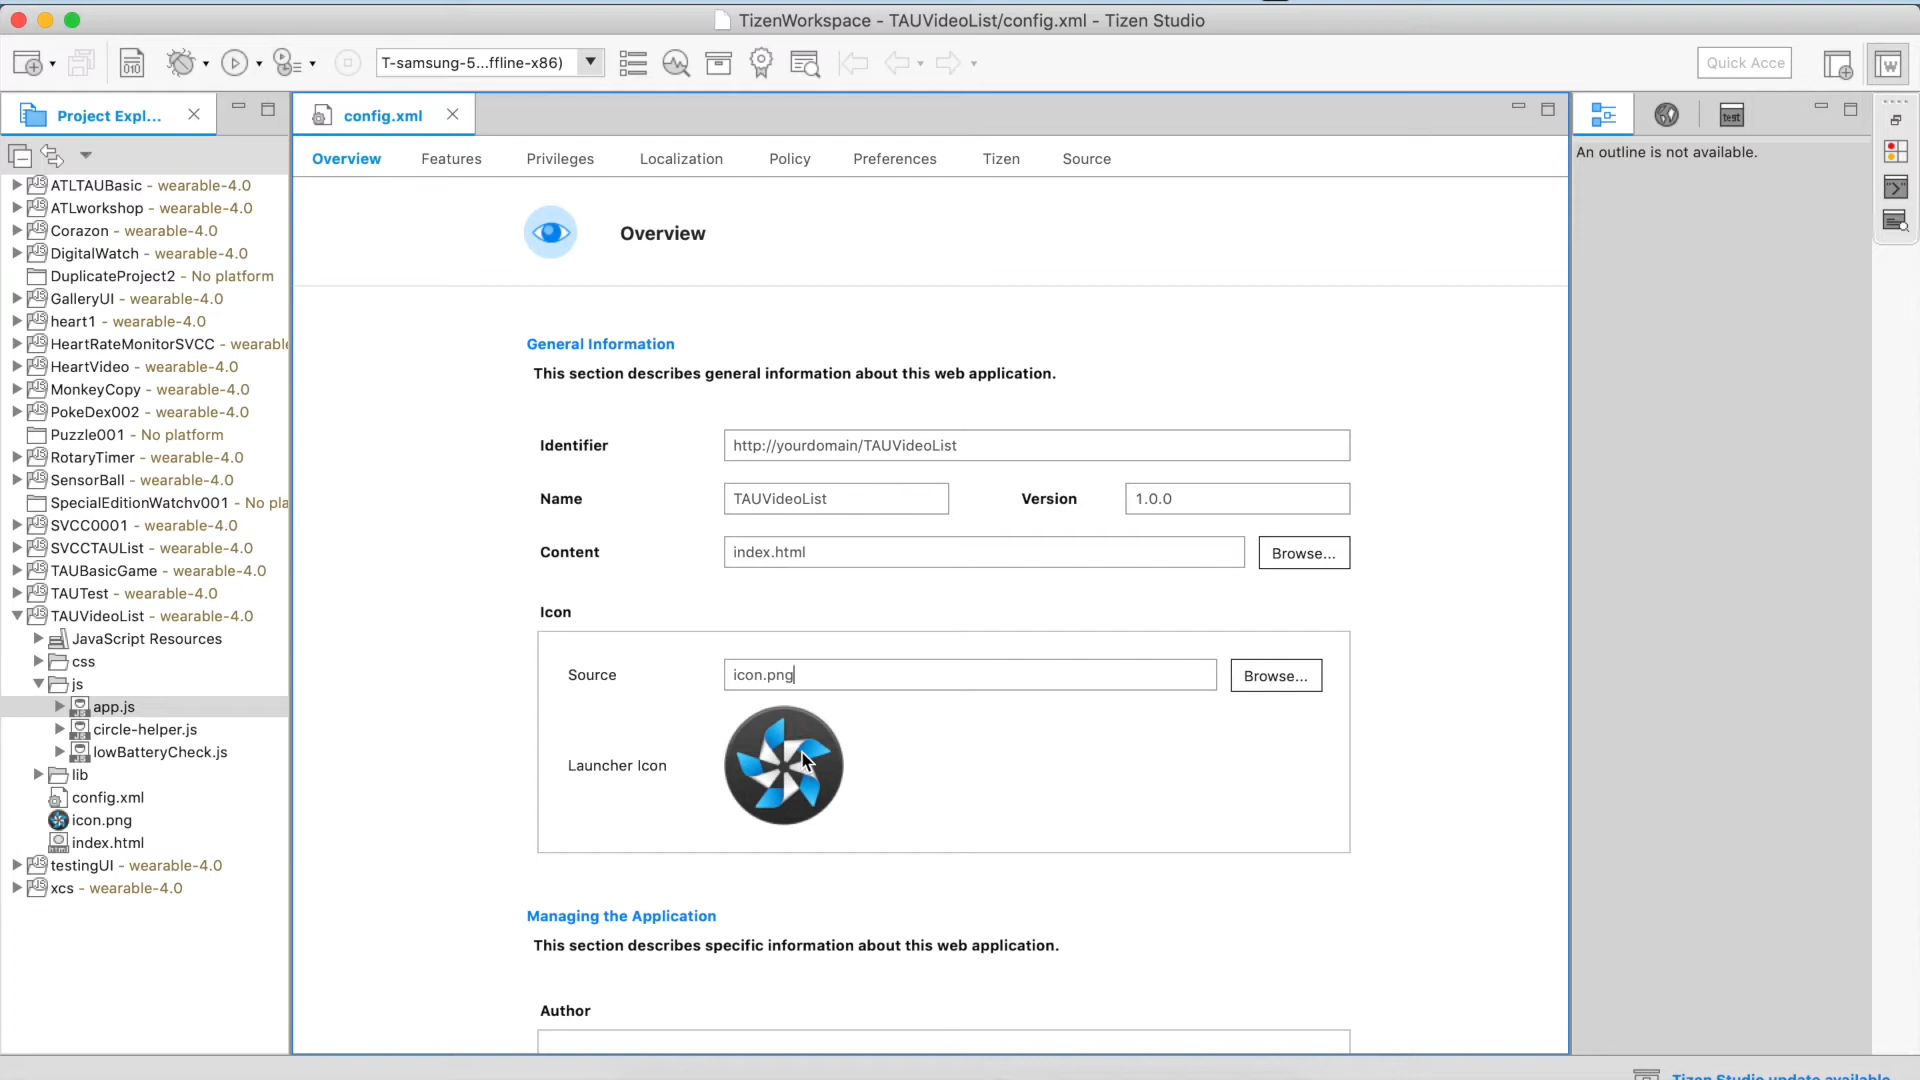 TizenWorkspace - TAUVideoList/config.xml - Tizen Studio
T-samsung-5...ffline-x86)
Quick Acce
Project Expl...
config.xml
Overview
Features
Privileges
Localization
Policy
Preferences
Tizen
Source
An outline is not available.
ATLTAUBasic - wearable-4.0
ATLworkshop - wearable-4.0
Corazon - wearable-4.0
DigitalWatch - wearable-4.0
DuplicateProject2 - No platform
GalleryUI - wearable-4.0
heart1 - wearable-4.0
HeartRateMonitorSVCC - wearable
HeartVideo - wearable-4.0
MonkeyCopy - wearable-4.0
PokeDex002 - wearable-4.0
Puzzle001 - No platform
RotaryTimer - wearable-4.0
SensorBall - wearable-4.0
SpecialEditionWatchv001 - No pla
SVCC0001 - wearable-4.0
SVCCTAUList - wearable-4.0
TAUBasicGame - wearable-4.0
TAUTest - wearable-4.0
TAUVideoList - wearable-4.0
JavaScript Resources
css
js
app.js
circle-helper.js
lowBatteryCheck.js
lib
config.xml
icon.png
index.html
testingUI - wearable-4.0
xcs - wearable-4.0
Overview
General Information
This section describes general information about this web application.
Identifier
http://yourdomain/TAUVideoList
Name
TAUVideoList
Version
1.0.0
Content
index.html
Browse...
Icon
Source
icon.png
Browse...
Launcher Icon
Managing the Application
This section describes specific information about this web application.
Author
Tizen Studio update available